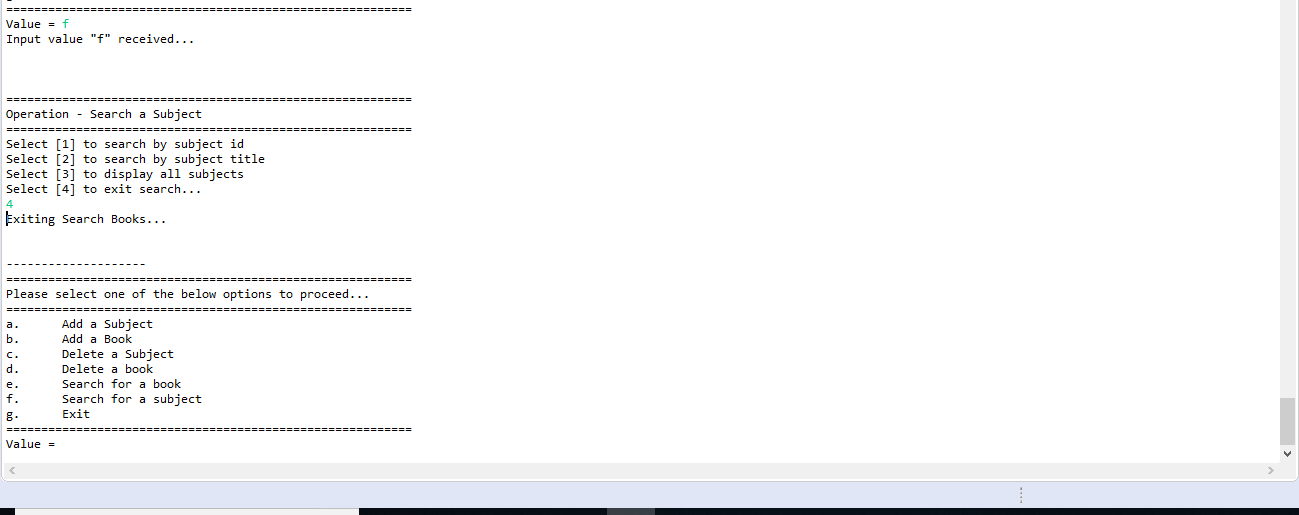 ==========================================================
Value = f
Input value "f" received...
==========================================================
Operation - Search a Subject
==========================================================
Select [1] to search by subject id
Select [2] to search by subject title
Select [3] to display all subjects
Select [4] to exit search...
4
Exiting Search Books...
--------------------
==========================================================
Please select one of the below options to proceed...
==========================================================
a. Add a Subject
b. Add a Book
c. Delete a Subject
d. Delete a book
e. Search for a book
f. Search for a subject
g. Exit
==========================================================
Value =